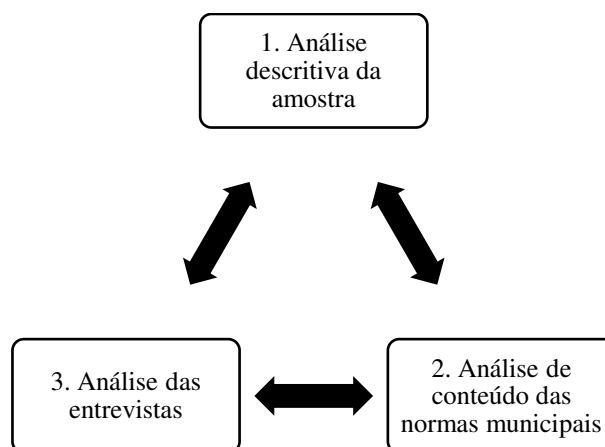 1. Análise
descritiva da
amostra
3. Análise das
entrevistas
2. Análise de
conteúdo das
normas municipais